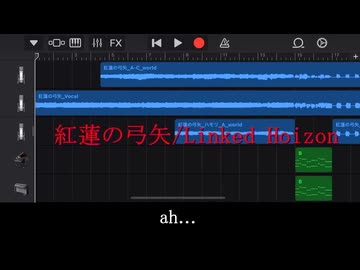 FX
紅蓮の弓矢_A-C_world
紅蓮の弓矢_Vocal
紅蓮の弓矢/Linked Hoizon
紅蓮の弓矢_ハモリ_A_world
紅蓮の弓矢
B
B
B
ah...